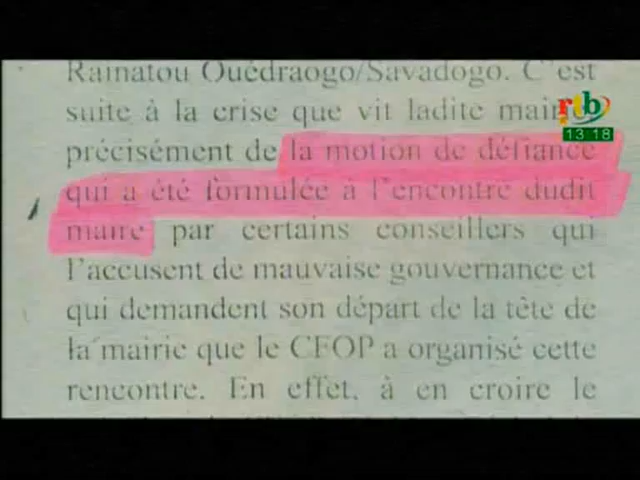 Ramatou Ouédraogo/Savadogo. C'est
suite à la crise que vit ladite mairie,
rtb
13:18
précisément de la motion de défiance
qui a été formulée à l'encontre dudit
maire par certains conseillers qui
l'accusent de mauvaise gouvernance et
qui demandent son départ de la tête de
la mairie que le CFOP a organisé cette
rencontre. En effet, à en croire le